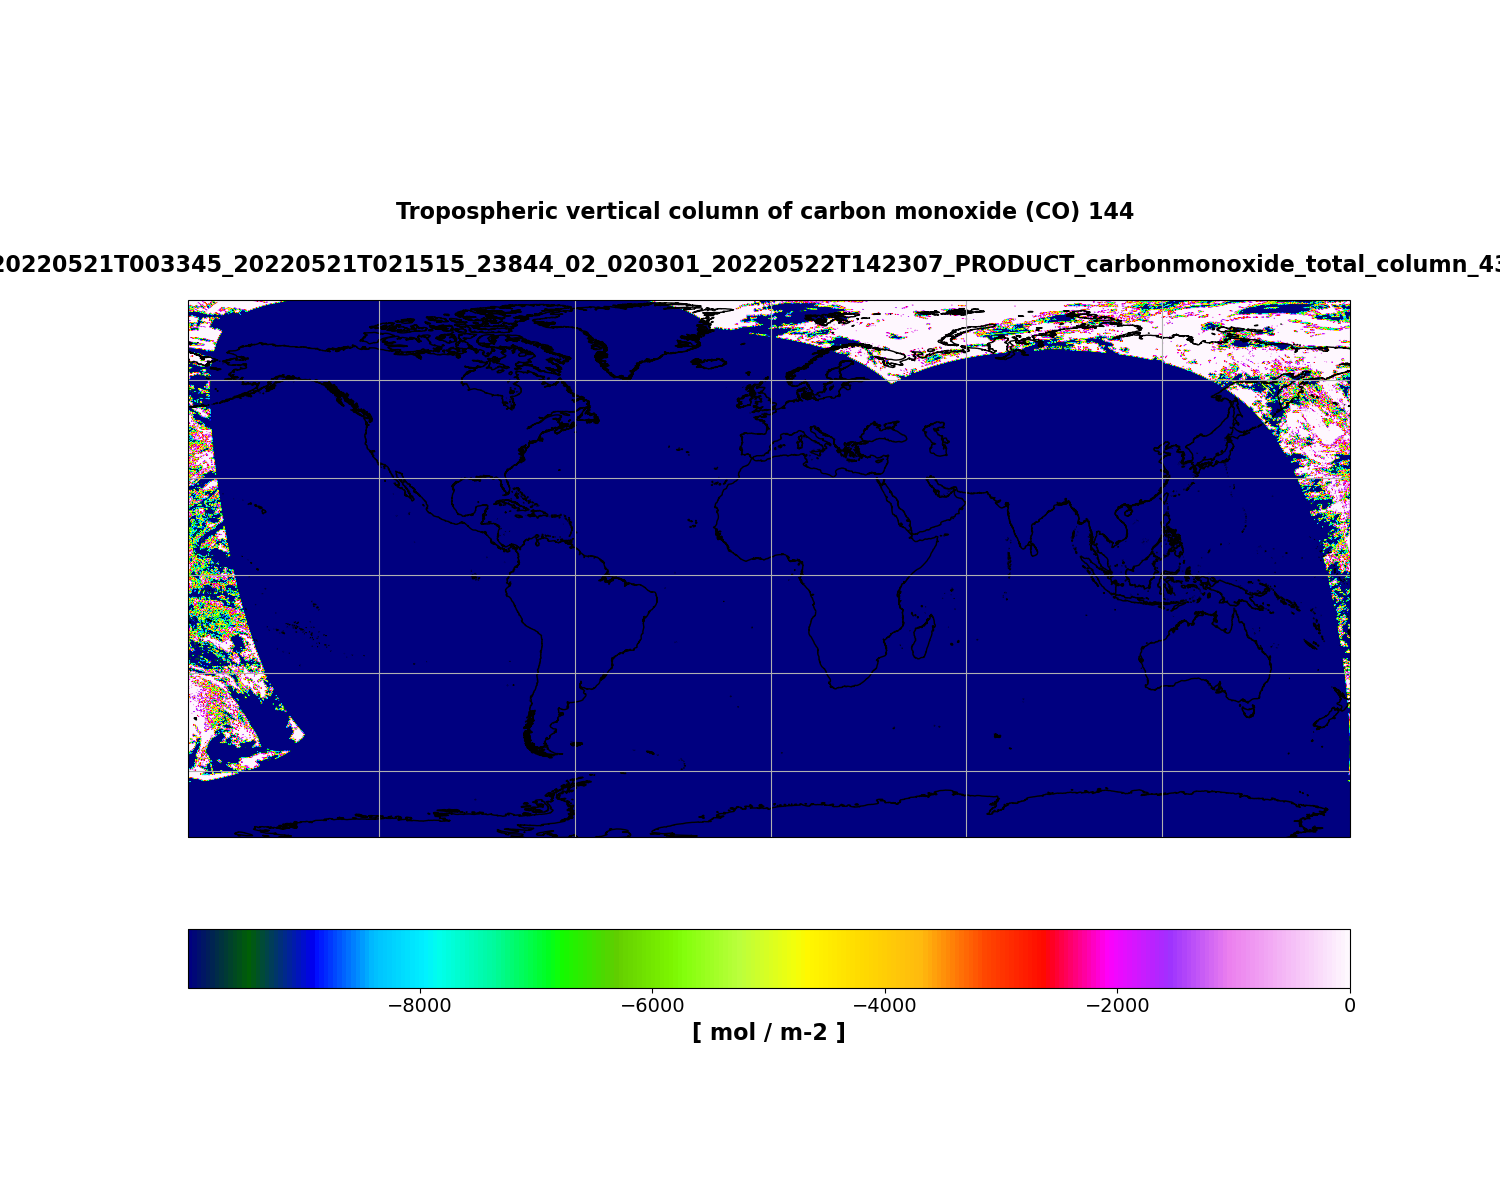 Tropospheric vertical column of carbon monoxide (CO) 144
20220521T003345_20220521T021515_23844_02_020301_20220522T142307_PRODUCT_carbonmonoxide_total_column_43
−8000 −6000 −4000 −2000 0
[ mol / m-2 ]